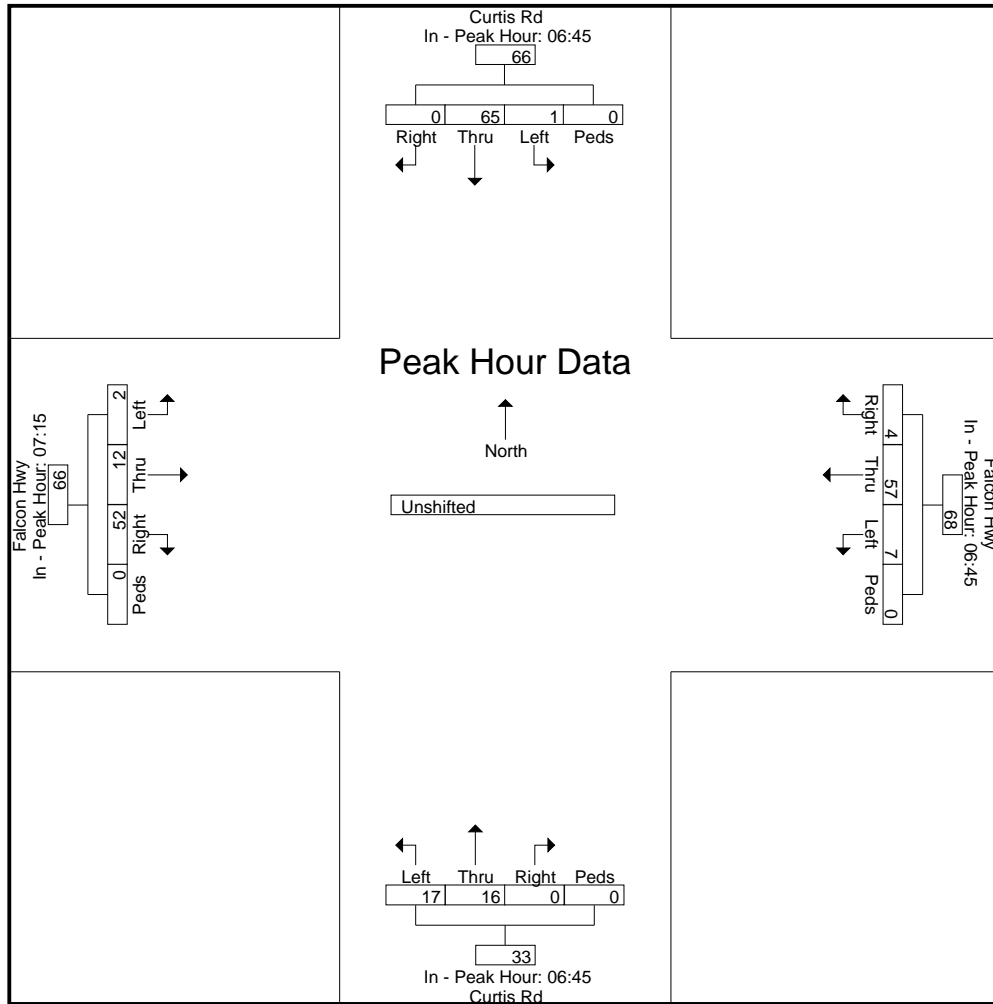 Curtis Rd
In - Peak Hour: 06:45
66
0 65 1 0
Right Thru Left Peds
Peak Hour Data
North
Unshifted
Falcon Hwy
In - Peak Hour: 07:15
66
2 12 52 0
Left Thru Right Peds
Falcon Hwy
In - Peak Hour: 06:45
68
4 57 7 0
Right Thru Left Peds
Left Thru Right Peds
17 16 0 0
33
In - Peak Hour: 06:45
Curtis Rd